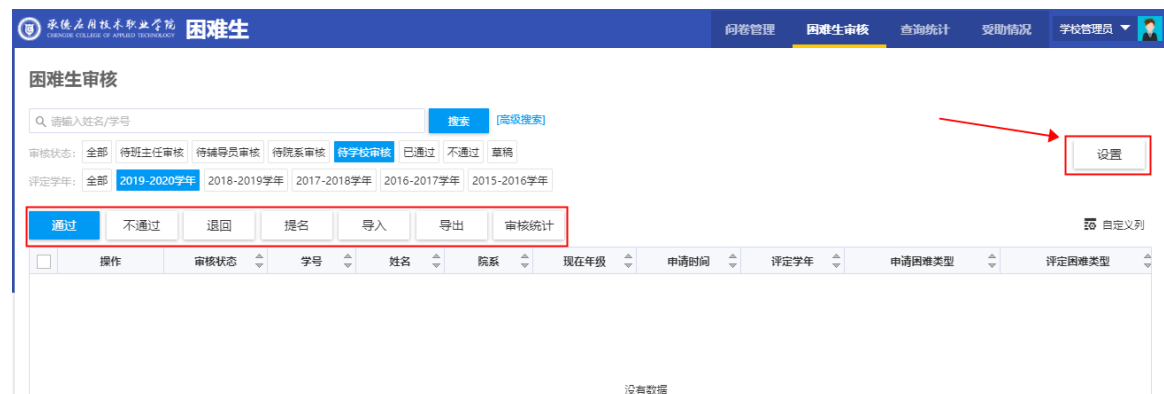 承德应用技术职业学院 困难生 问卷管理 困难生审核 查询统计 受助情况 学校管理员
CHENGDE COLLEGE OF APPLIED TECHNOLOGY
困难生审核
请输入姓名/学号 搜索 [高级搜索]
审核状态: 全部 待班主任审核 待辅导员审核 待院系审核 待学校审核 已通过 不通过 草稿
设置
评定学年: 全部 2019-2020学年 2018-2019学年 2017-2018学年 2016-2017学年 2015-2016学年
通过 不通过 退回 提名 导入 导出 审核统计 自定义列
操作 审核状态 学号 姓名 院系 现在年级 申请时间 评定学年 申请困难类型 评定困难类型
没有数据